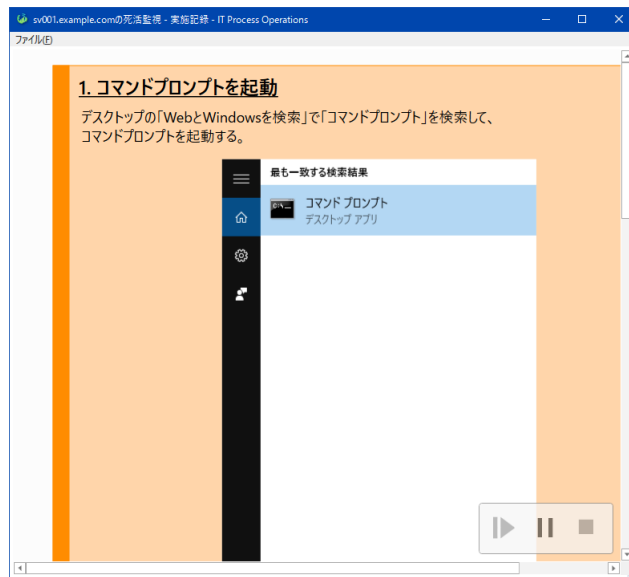 sv001.example.comの死活監視 - 実施記録 - IT Process Operations
ファイル(F)
1. コマンドプロンプトを起動
デスクトップの「WebとWindowsを検索」で「コマンドプロンプト」を検索して、
コマンドプロンプトを起動する。
最も一致する検索結果
コマンド プロンプト
デスクトップ アプリ